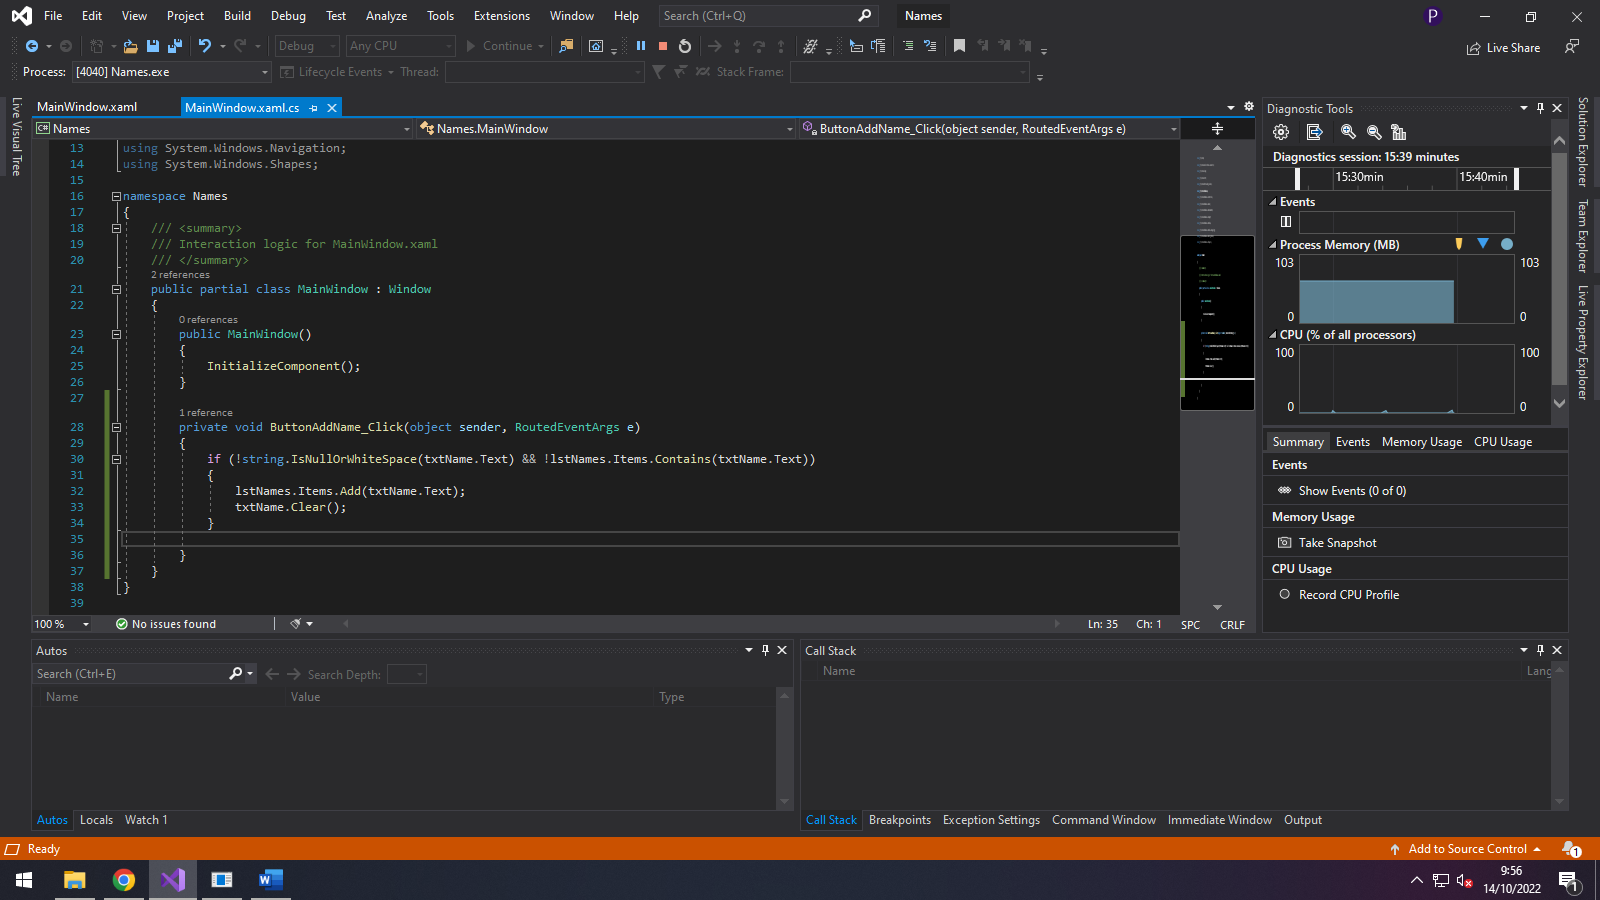 File Edit View Project Build Debug Test Analyze Tools Extensions Window Help Search (Ctrl+Q) Names P
Debug Any CPU Continue Live Share
Process: [4040] Names.exe Lifecycle Events Thread: Stack Frame:
Live Visual Tree
MainWindow.xaml MainWindow.xaml.cs
C# Names Names.MainWindow ButtonAddName_Click(object sender, RoutedEventArgs e)
13 using System.Windows.Navigation;
14 using System.Windows.Shapes;
15
16 namespace Names
17 {
18 /// <summary>
19 /// Interaction logic for MainWindow.xaml
20 /// </summary>
2 references
21 public partial class MainWindow : Window
22 {
0 references
23 public MainWindow()
24 {
25 InitializeComponent();
26 }
27
1 reference
28 private void ButtonAddName_Click(object sender, RoutedEventArgs e)
29 {
30 if (!string.IsNullOrWhiteSpace(txtName.Text) && !lstNames.Items.Contains(txtName.Text))
31 {
32 lstNames.Items.Add(txtName.Text);
33 txtName.Clear();
34 }
35
36 }
37 }
38 }
39
100 % No issues found Ln: 35 Ch: 1 SPC CRLF
Diagnostic Tools
Diagnostics session: 15:39 minutes
15:30min 15:40min
Events
Process Memory (MB)
103 103
0 0
CPU (% of all processors)
100 100
0 0
Summary Events Memory Usage CPU Usage
Events
Show Events (0 of 0)
Memory Usage
Take Snapshot
CPU Usage
Record CPU Profile
Solution Explorer
Team Explorer
Live Property Explorer
Autos
Search (Ctrl+E) Search Depth:
Name Value Type
Autos Locals Watch 1
Call Stack
Name Lang
Call Stack Breakpoints Exception Settings Command Window Immediate Window Output
Ready Add to Source Control 1
9:56
14/10/2022 1